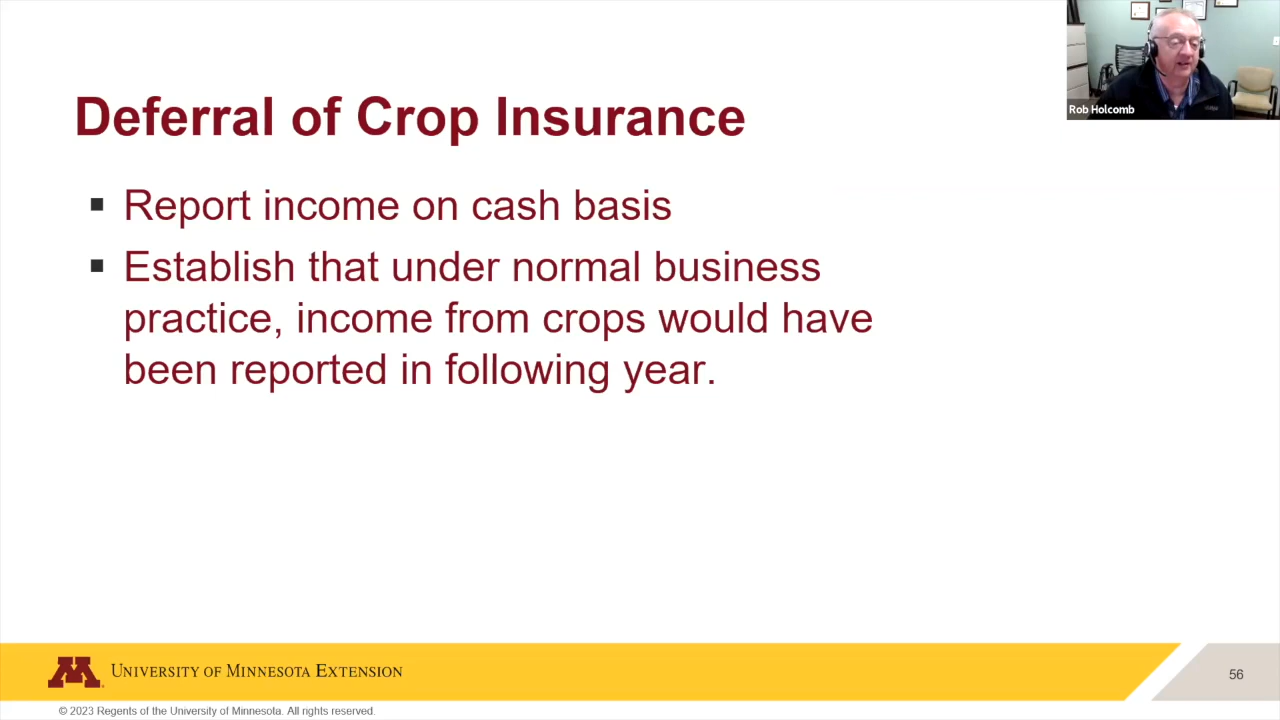 Rob Holcomb
Deferral of Crop Insurance
▪ Report income on cash basis
▪ Establish that under normal business
practice, income from crops would have
been reported in following year.
UNIVERSITY OF MINNESOTA EXTENSION
56
© 2023 Regents of the University of Minnesota. All rights reserved.